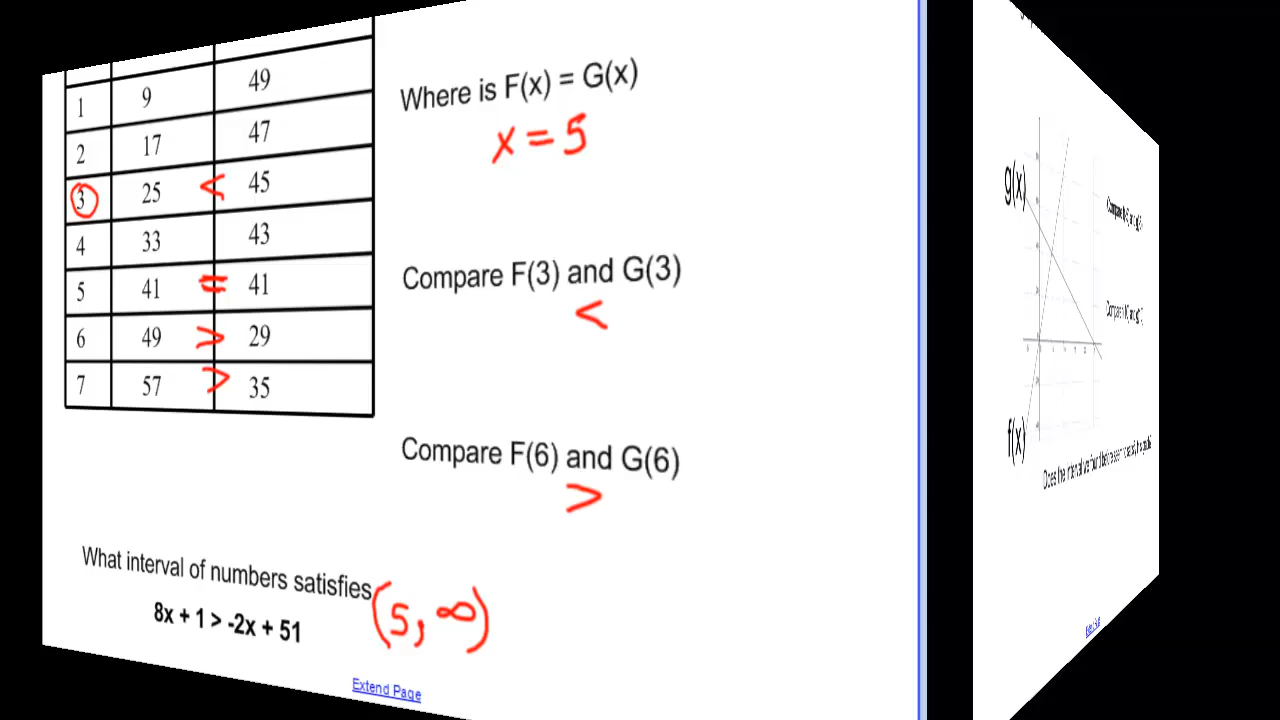 1 9 49
2 17 47
3 25 < 45
4 33 43
5 41 = 41
6 49 > 29
7 57 > 35
Where is F(x) = G(x)
x = 5
Compare F(3) and G(3)
<
Compare F(6) and G(6)
>
What interval of numbers satisfies
8x + 1 > -2x + 51
(5, ∞)
Extend Page
g(x)
f(x)